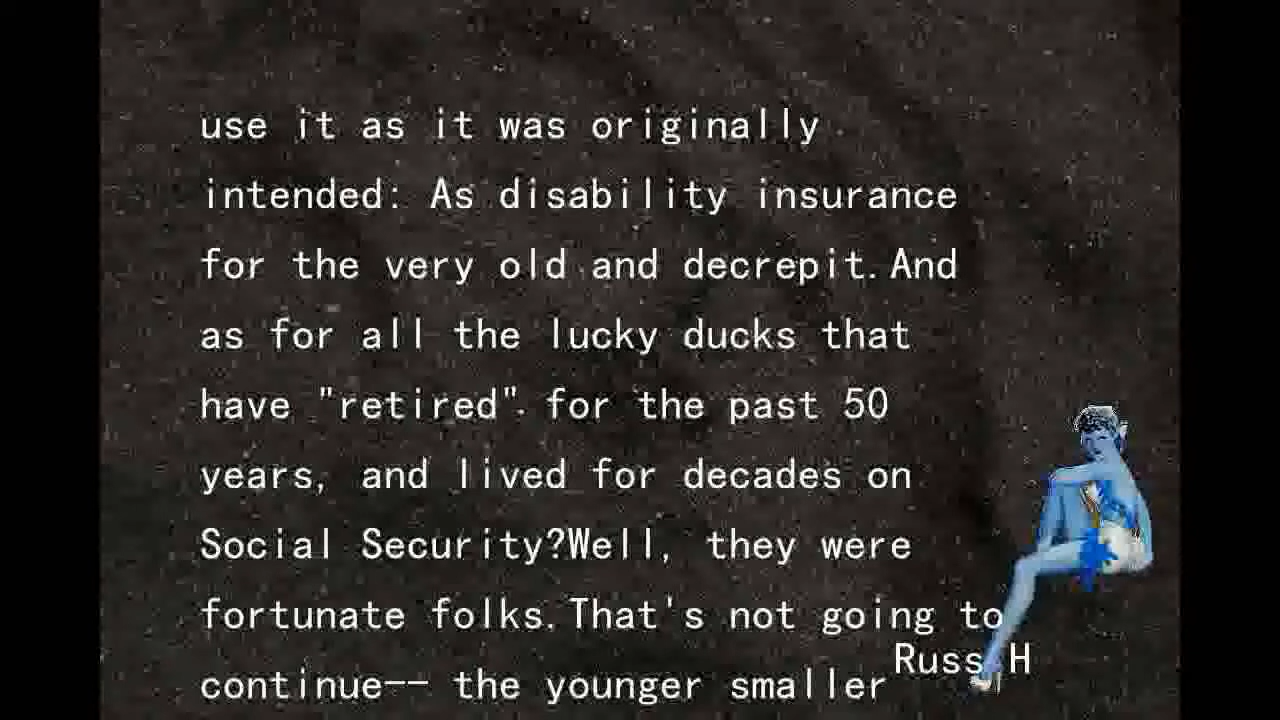 use it as it was originally
intended: As disability insurance
for the very old and decrepit.And
as for all the lucky ducks that
have "retired" for the past 50
years, and lived for decades on
Social Security?Well, they were
fortunate folks.That's not going to
Russ H
continue-- the younger smaller